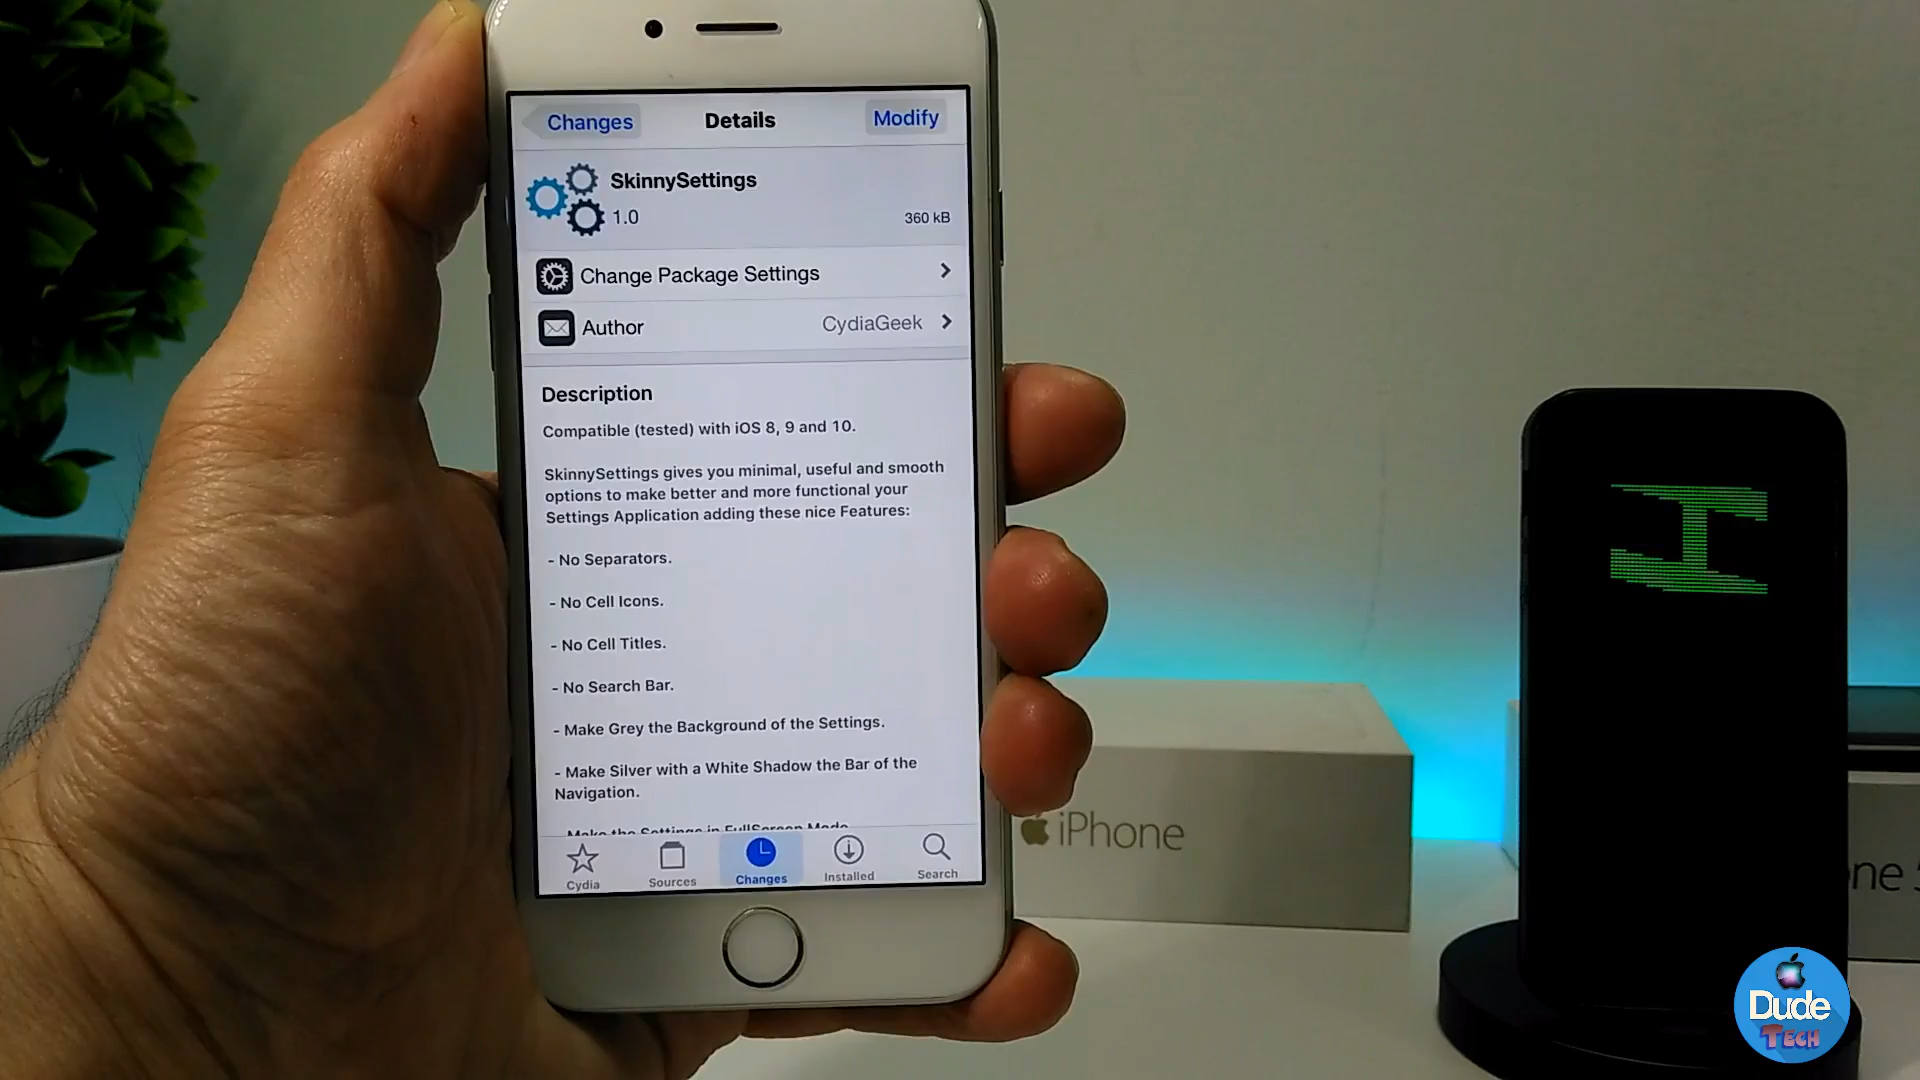 Changes
Details
Modify
SkinnySettings
1.0
360 kB
Change Package Settings
Author
CydiaGeek
Description
Compatible (tested) with iOS 8, 9 and 10.
SkinnySettings gives you minimal, useful and smooth
options to make better and more functional your
Settings Application adding these nice Features:
- No Separators.
- No Cell Icons.
- No Cell Titles.
- No Search Bar.
- Make Grey the Background of the Settings.
- Make Silver with a White Shadow the Bar of the
Navigation.
Make the Settings in FullScreen Mode
Cydia
Sources
Changes
Installed
Search
iPhone
ne 5
Dude
TECH